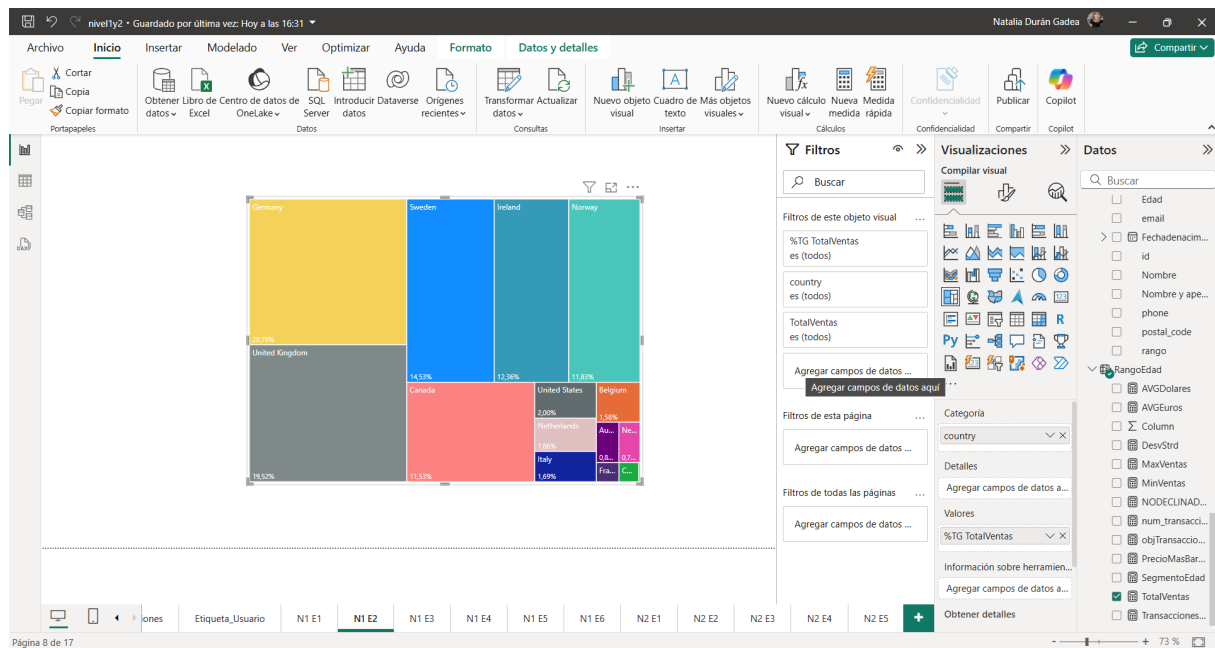 nivel1y2 • Guardado por última vez: Hoy a las 16:31
Natalia Durán Gadea
Archivo
Inicio
Insertar
Modelado
Ver
Optimizar
Ayuda
Formato
Datos y detalles
Compartir
Pegar
Cortar
Copia
Copiar formato
Portapapeles
Obtener datos
Libro de Excel
Centro de datos de OneLake
SQL Server
Introducir datos
Dataverse
Orígenes recientes
Datos
Transformar datos
Actualizar
Consultas
Nuevo objeto visual
Cuadro de texto
Más objetos visuales
Insertar
Nuevo cálculo visual
Nueva medida
Medida rápida
Cálculos
Confidencialidad
Confidencialidad
Publicar
Compartir
Copilot
Copilot
Germany
20,76%
Sweden
14,53%
Ireland
12,36%
Norway
11,83%
United Kingdom
19,52%
Canada
11,53%
United States
2,00%
Netherlands
1,86%
Italy
1,69%
Belgium
1,58%
Au...
0,8...
Ne...
0,7...
Fra...
C...
Filtros
Buscar
Filtros de este objeto visual
...
%TG TotalVentas
es (todos)
country
es (todos)
TotalVentas
es (todos)
Agregar campos de datos ...
Agregar campos de datos aquí
Filtros de esta página
...
Agregar campos de datos ...
Filtros de todas las páginas
...
Agregar campos de datos ...
Visualizaciones
Compilar visual
123
R
Py
...
Categoría
country
Detalles
Agregar campos de datos a...
Valores
%TG TotalVentas
Información sobre herramien...
Agregar campos de datos a...
Obtener detalles
Datos
Buscar
Edad
email
Fechadenacim...
id
Nombre
Nombre y ape...
phone
postal_code
rango
RangoEdad
AVGDolares
AVGEuros
Column
DesvStrd
MaxVentas
MinVentas
NODECLINAD...
num_transacci...
objTransaccio...
PrecioMasBar...
SegmentoEdad
TotalVentas
Transacciones...
iones
Etiqueta_Usuario
N1 E1
N1 E2
N1 E3
N1 E4
N1 E5
N1 E6
N2 E1
N2 E2
N2 E3
N2 E4
N2 E5
Página 8 de 17
73 %